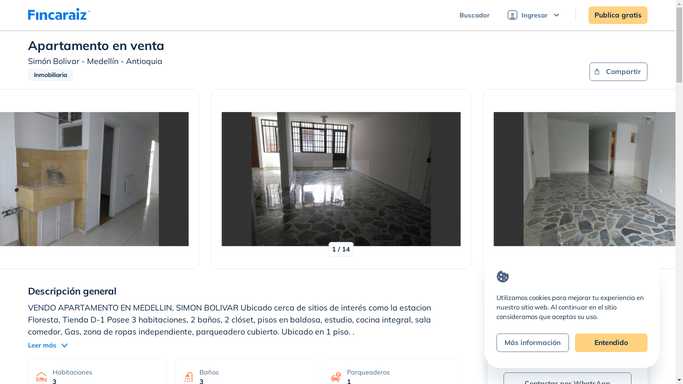 Fincaraiz
Buscador
Ingresar
Publica gratis
Apartamento en venta
Simón Bolivar - Medellín - Antioquia
Inmobiliaria
Compartir
1 / 14
Descripción general
VENDO APARTAMENTO EN MEDELLIN, SIMON BOLIVAR Ubicado cerca de sitios de interés como la estacion
Floresta, Tienda D-1 Posee 3 habitaciones, 2 baños, 2 clóset, pisos en baldosa, estudio, cocina integral, sala
comedor, Gas, zona de ropas independiente, parqueadero cubierto. Ubicado en 1 piso. .
Leer más
Habitaciones
3
Baños
3
Parqueaderos
1
Utilizamos cookies para mejorar tu experiencia en
nuestro sitio web. Al continuar en el sitio
consideramos que aceptas su uso.
Más información
Entendido
Contactar por WhatsApp